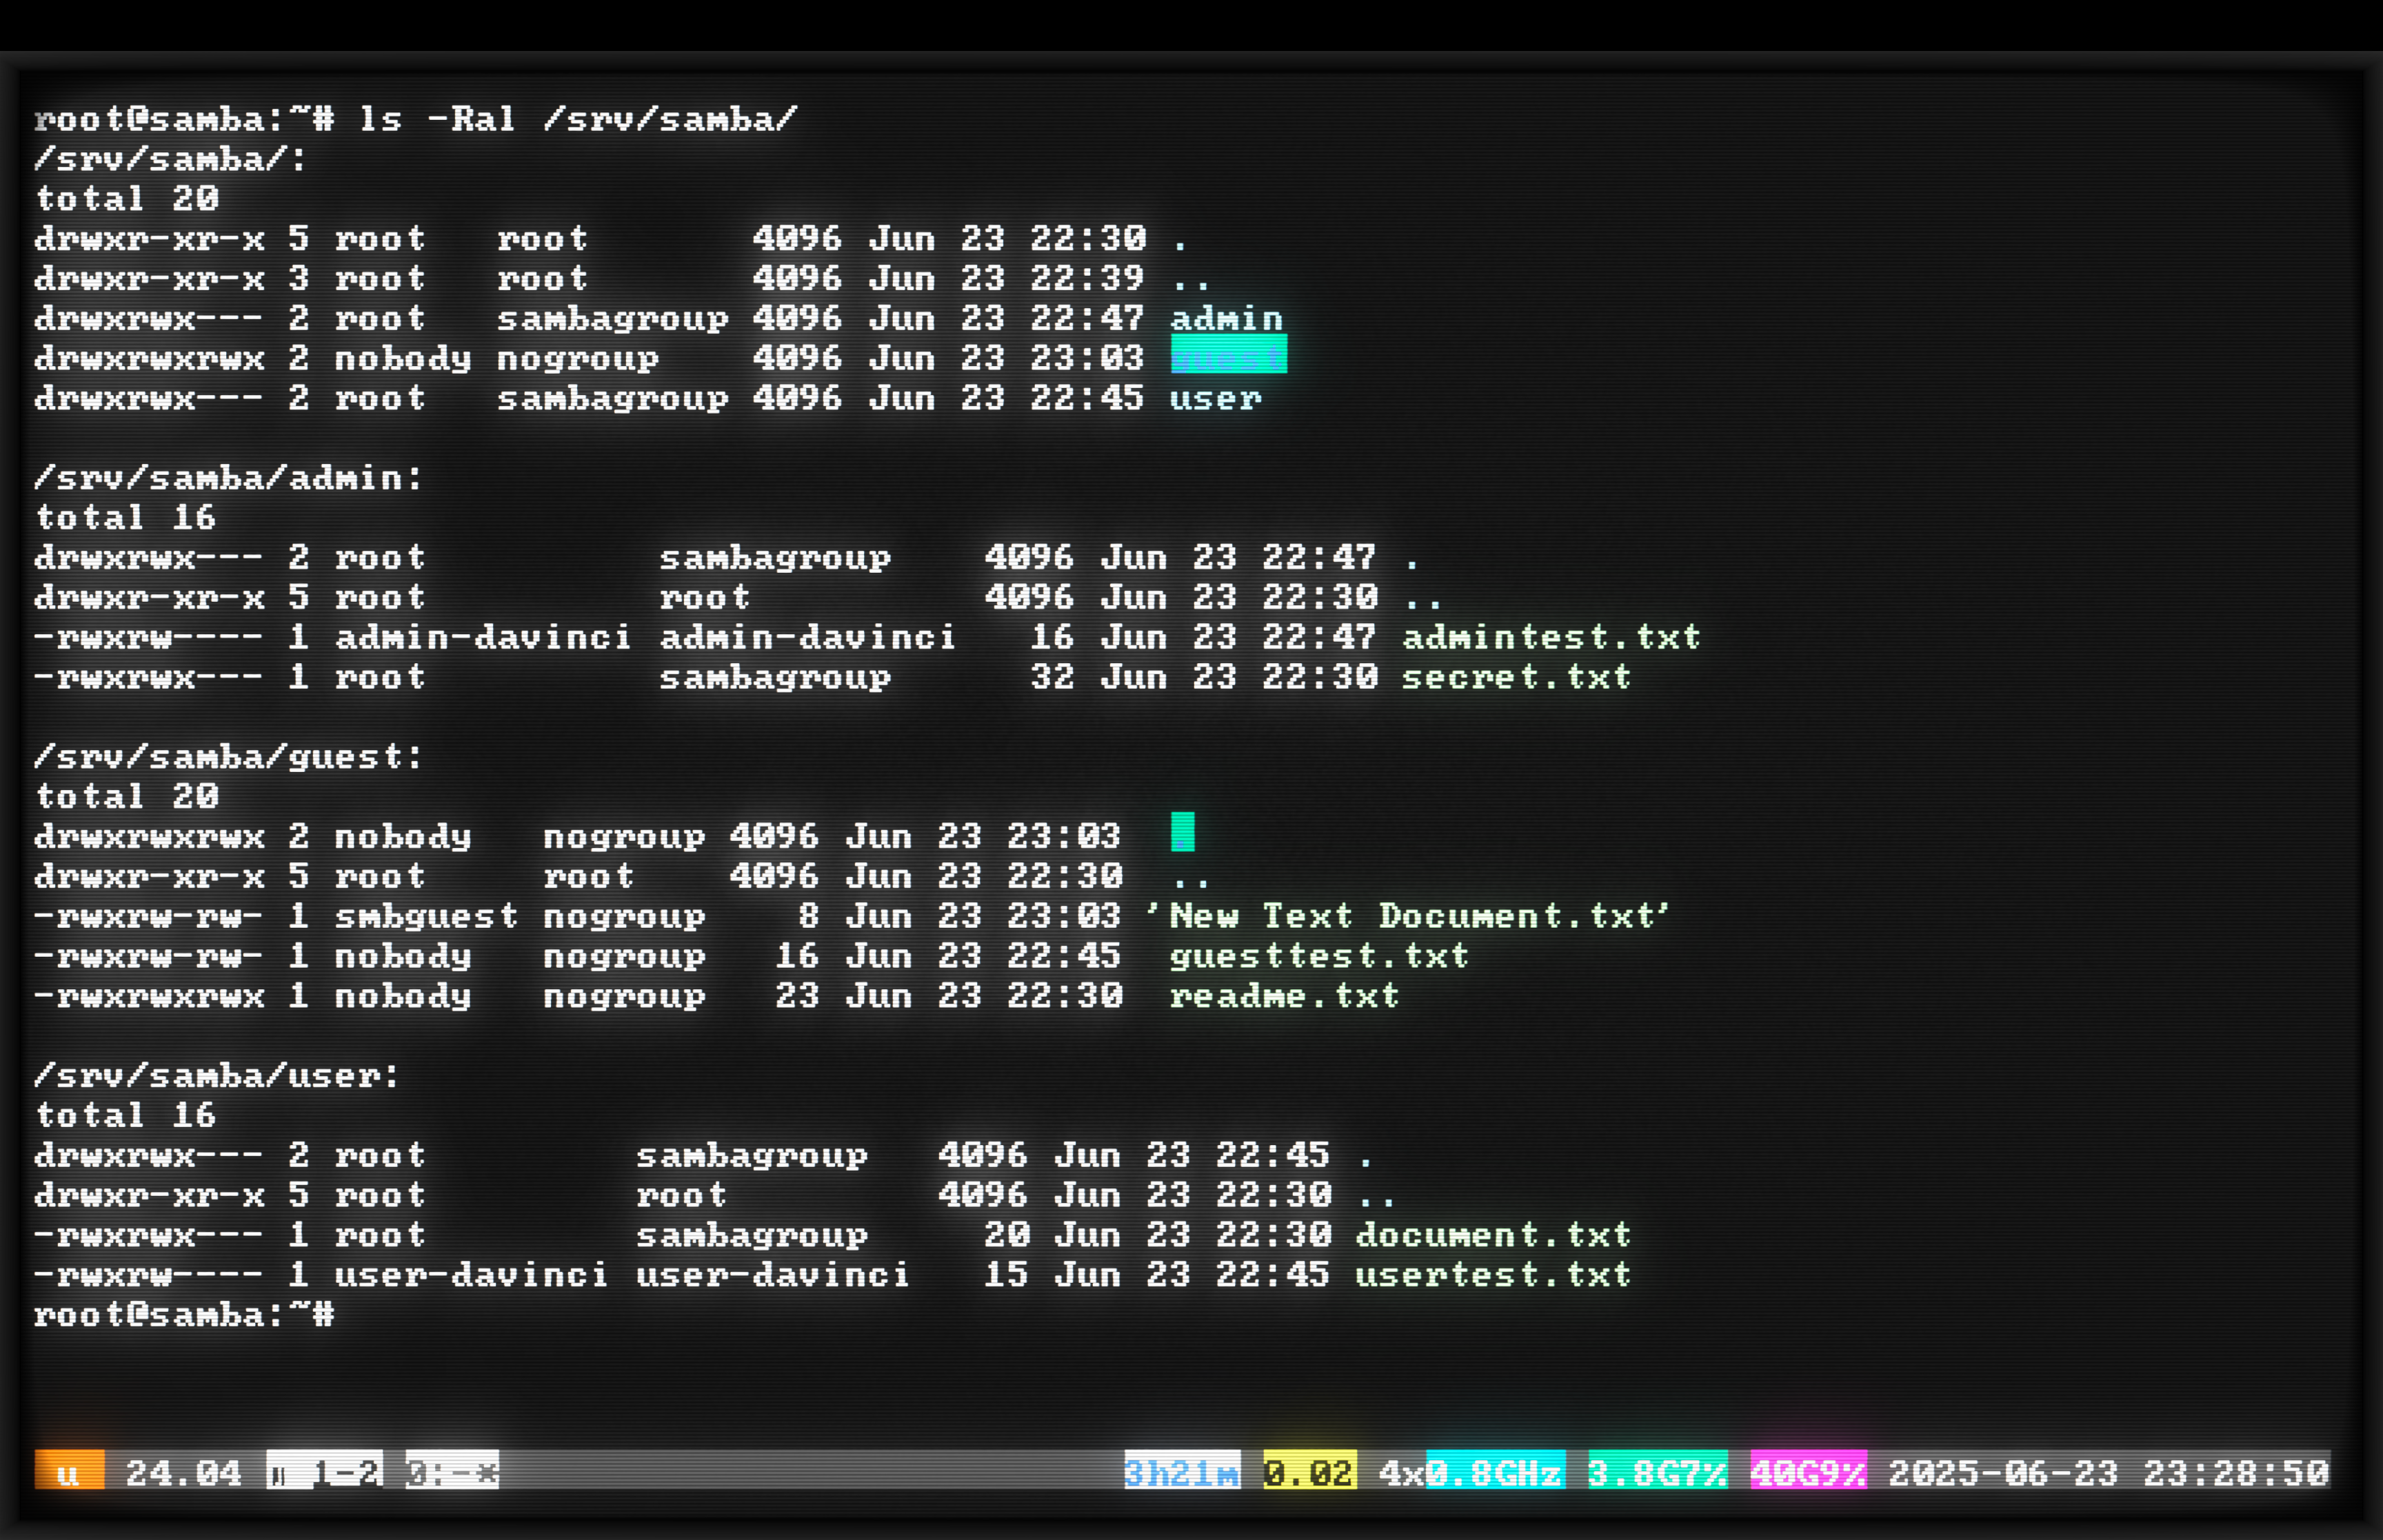 root@samba:~# ls -Ral /srv/samba/
/srv/samba/:
total 20
drwxr-xr-x 5 root   root       4096 Jun 23 22:30 .
drwxr-xr-x 3 root   root       4096 Jun 23 22:39 ..
drwxrwx--- 2 root   sambagroup 4096 Jun 23 22:47 admin
drwxrwxrwx 2 nobody nogroup    4096 Jun 23 23:03 guest
drwxrwx--- 2 root   sambagroup 4096 Jun 23 22:45 user

/srv/samba/admin:
total 16
drwxrwx--- 2 root          sambagroup    4096 Jun 23 22:47 .
drwxr-xr-x 5 root          root          4096 Jun 23 22:30 ..
-rwxrw---- 1 admin-davinci admin-davinci   16 Jun 23 22:47 admintest.txt
-rwxrwx--- 1 root          sambagroup      32 Jun 23 22:30 secret.txt

/srv/samba/guest:
total 20
drwxrwxrwx 2 nobody   nogroup 4096 Jun 23 23:03  .
drwxr-xr-x 5 root     root    4096 Jun 23 22:30  ..
-rwxrw-rw- 1 smbguest nogroup    8 Jun 23 23:03 'New Text Document.txt'
-rwxrw-rw- 1 nobody   nogroup   16 Jun 23 22:45  guesttest.txt
-rwxrwxrwx 1 nobody   nogroup   23 Jun 23 22:30  readme.txt

/srv/samba/user:
total 16
drwxrwx--- 2 root         sambagroup   4096 Jun 23 22:45 .
drwxr-xr-x 5 root         root         4096 Jun 23 22:30 ..
-rwxrwx--- 1 root         sambagroup     20 Jun 23 22:30 document.txt
-rwxrw---- 1 user-davinci user-davinci   15 Jun 23 22:45 usertest.txt
root@samba:~#
u 24.04 1-2 0:-* 3h21m 0.02 4x0.8GHz 3.8G7% 40G9% 2025-06-23 23:28:50